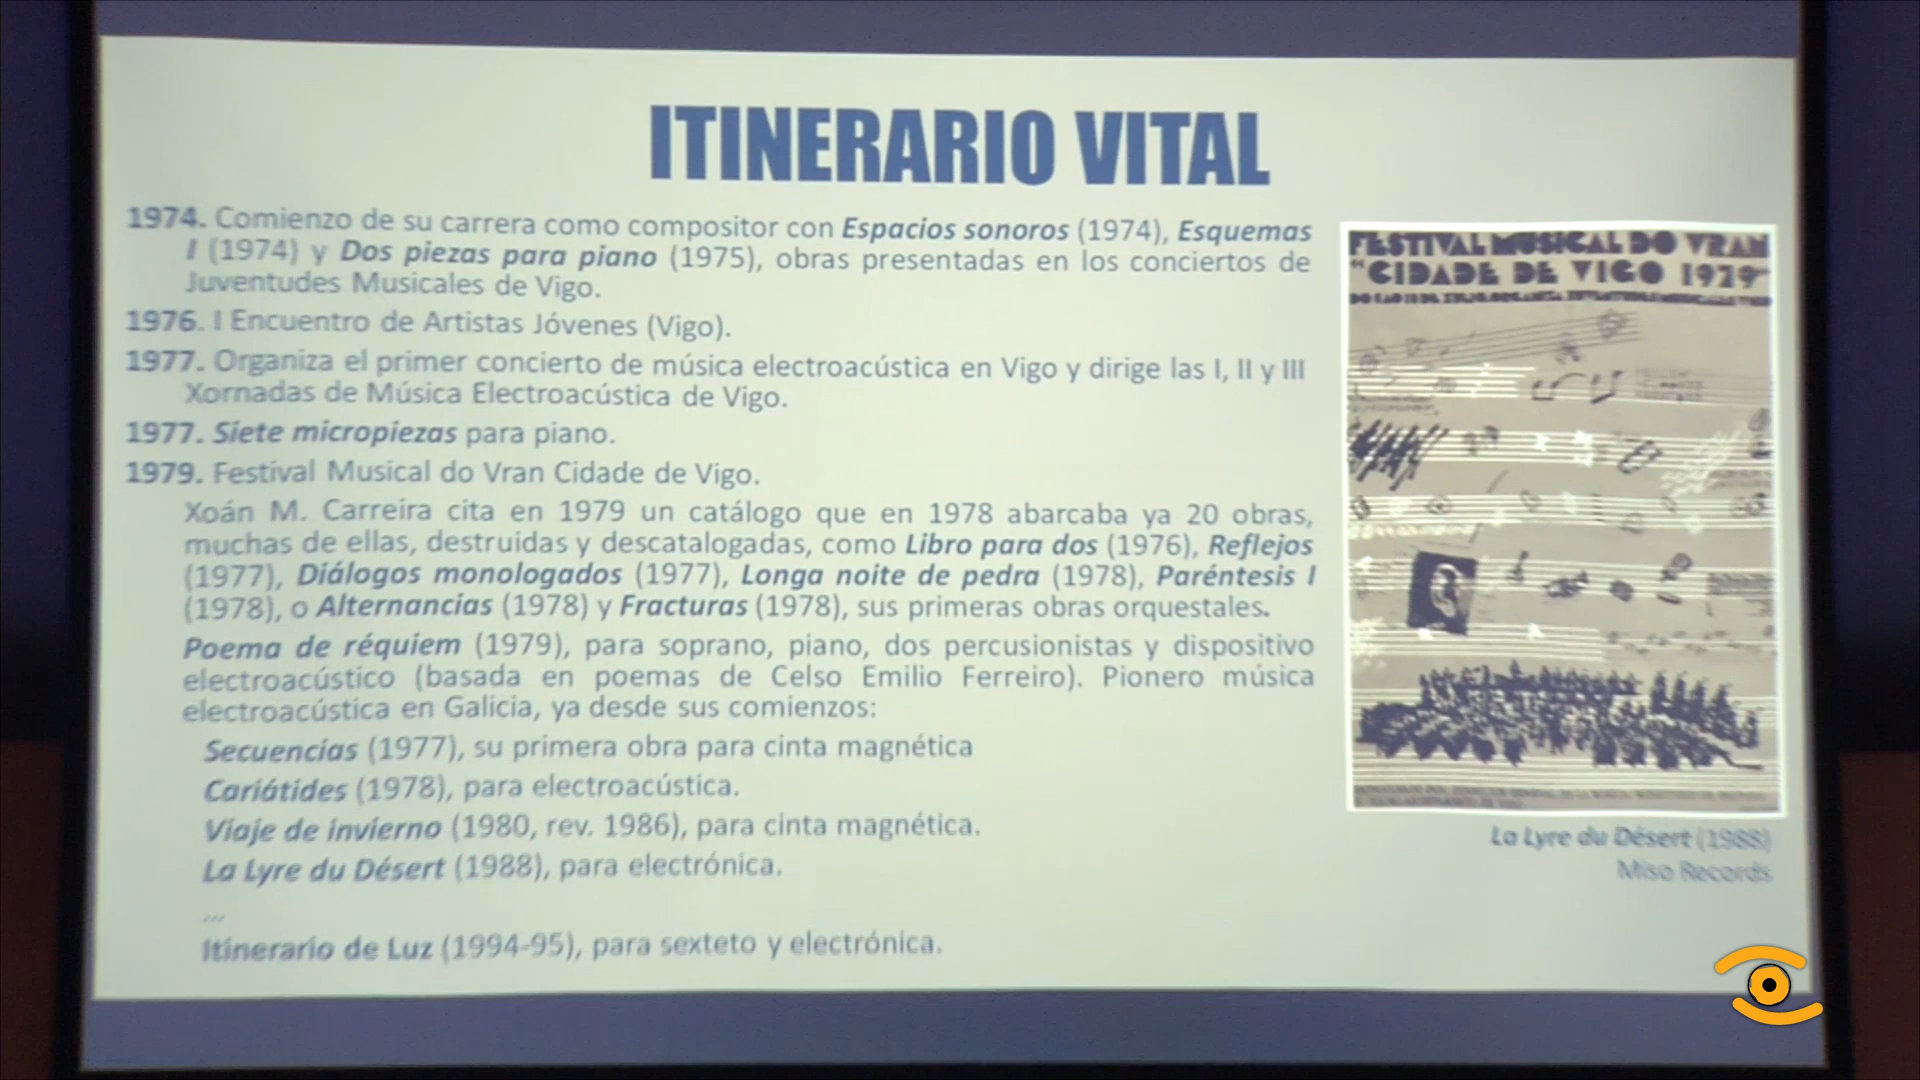 ITINERARIO VITAL
1974. Comienzo de su carrera como compositor con Espacios sonoros (1974), Esquemas
I (1974) y Dos piezas para piano (1975), obras presentadas en los conciertos de
Juventudes Musicales de Vigo.
1976. I Encuentro de Artistas Jóvenes (Vigo).
1977. Organiza el primer concierto de música electroacústica en Vigo y dirige las I, II y III
Xornadas de Música Electroacústica de Vigo.
1977. Siete micropiezas para piano.
1979. Festival Musical do Vran Cidade de Vigo.
Xoán M. Carreira cita en 1979 un catálogo que en 1978 abarcaba ya 20 obras,
muchas de ellas, destruidas y descatalogadas, como Libro para dos (1976), Reflejos
(1977), Diálogos monologados (1977), Longa noite de pedra (1978), Paréntesis I
(1978), o Alternancias (1978) y Fracturas (1978), sus primeras obras orquestales.
Poema de réquiem (1979), para soprano, piano, dos percusionistas y dispositivo
electroacústico (basada en poemas de Celso Emilio Ferreiro). Pionero música
electroacústica en Galicia, ya desde sus comienzos:
Secuencias (1977), su primera obra para cinta magnética
Cariátides (1978), para electroacústica.
Viaje de invierno (1980, rev. 1986), para cinta magnética.
La Lyre du Désert (1988), para electrónica.
...
Itinerario de Luz (1994-95), para sexteto y electrónica.
FESTIVAL MUSICAL DO VRAN
"CIDADE DE VIGO 1979"
La Lyre du Désert (1988)
Miso Records